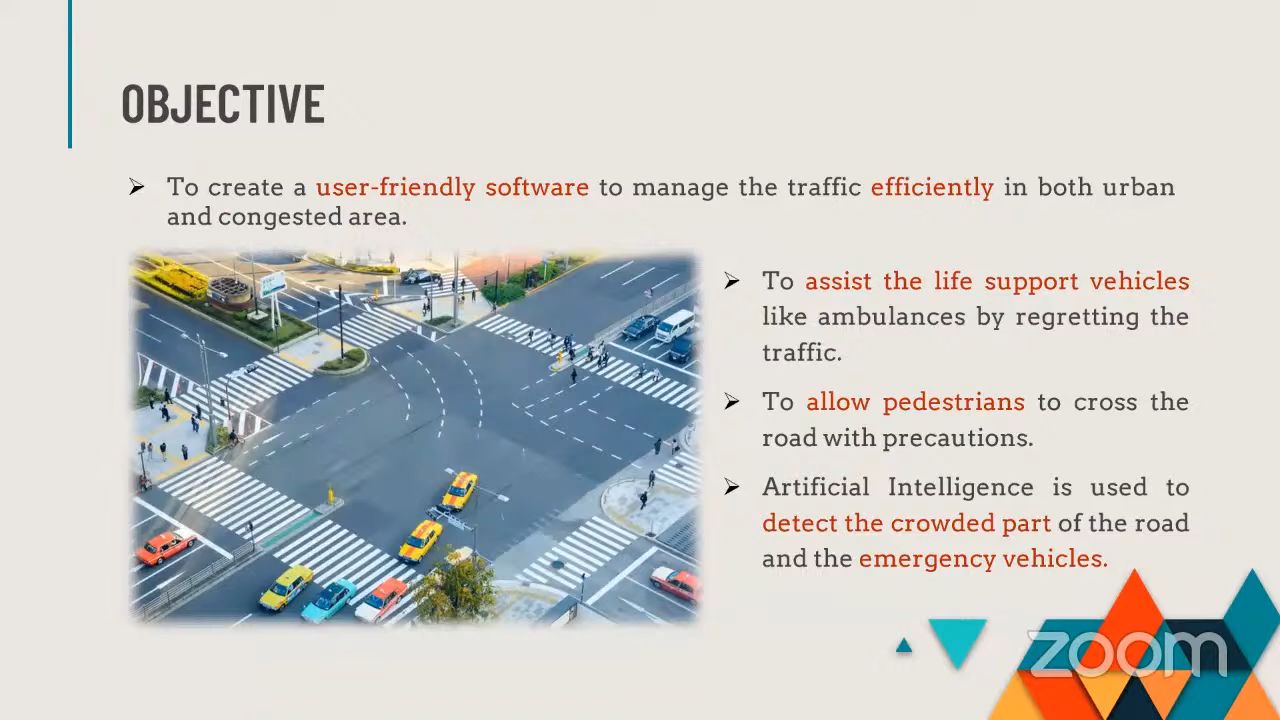 OBJECTIVE
To create a user-friendly software to manage the traffic efficiently in both urban
and congested area.
To assist the life support vehicles
like ambulances by regretting the
traffic.
To allow pedestrians to cross the
road with precautions.
Artificial Intelligence is used to
detect the crowded part of the road
and the emergency vehicles.
zoom